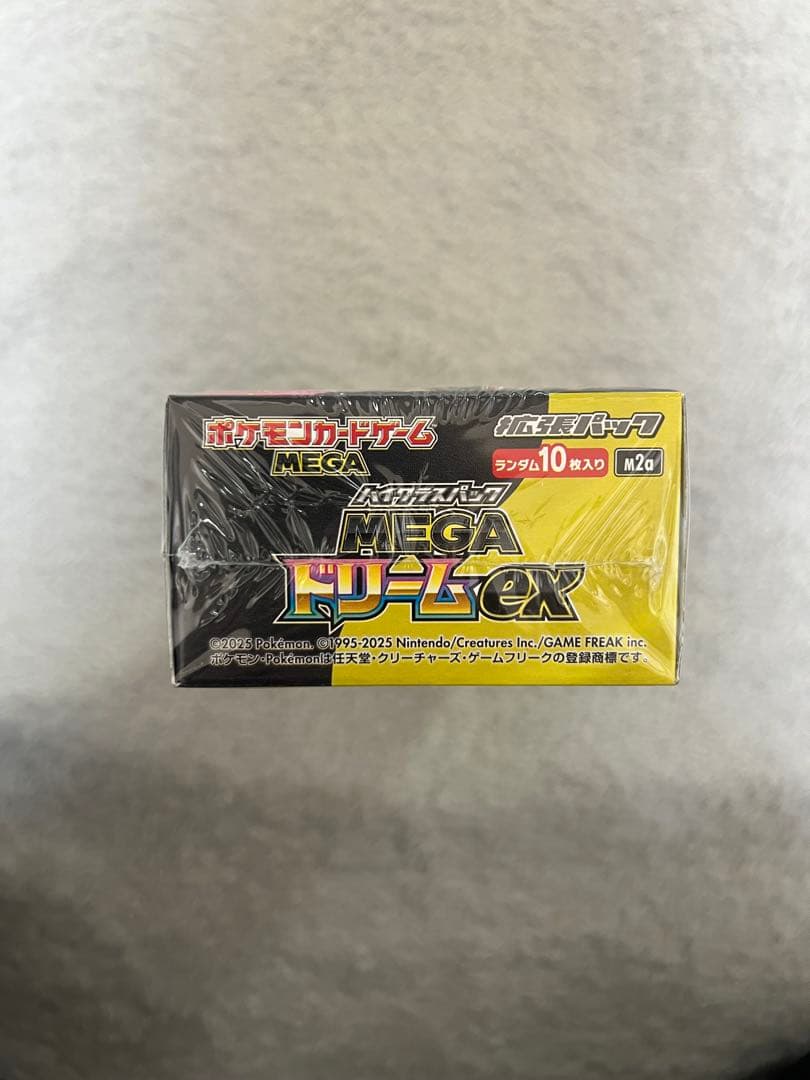 ポケモンカードゲーム
MEGA
拡張パック
ランダム10枚入り
M2a
ハイクラスパック
MEGA
ドリームex
©2025 Pokémon. ©1995-2025 Nintendo/Creatures Inc./GAME FREAK inc.
ポケモン・Pokémonは任天堂・クリーチャーズ・ゲームフリークの登録商標です。